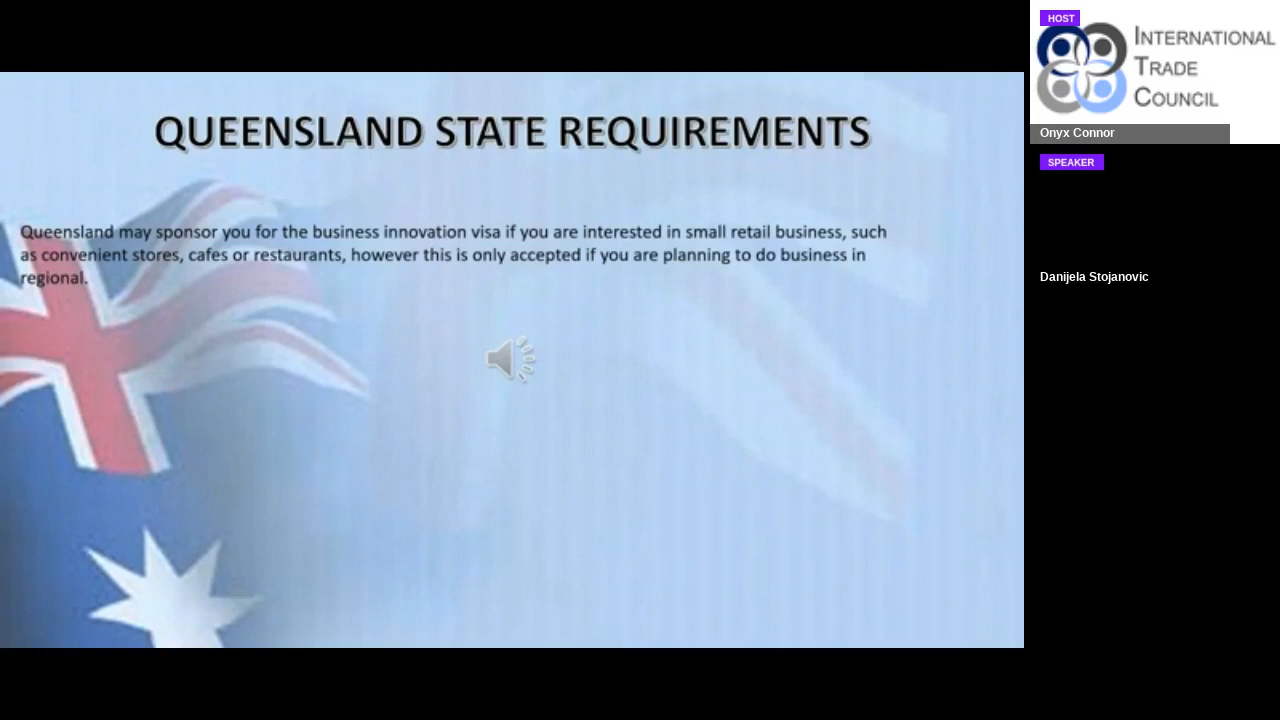 QUEENSLAND STATE REQUIREMENTS
Queensland may sponsor you for the business innovation visa if you are interested in small retail business, such
as convenient stores, cafes or restaurants, however this is only accepted if you are planning to do business in
regional.
HOST
INTERNATIONAL
TRADE
COUNCIL
Onyx Connor
SPEAKER
Danijela Stojanovic